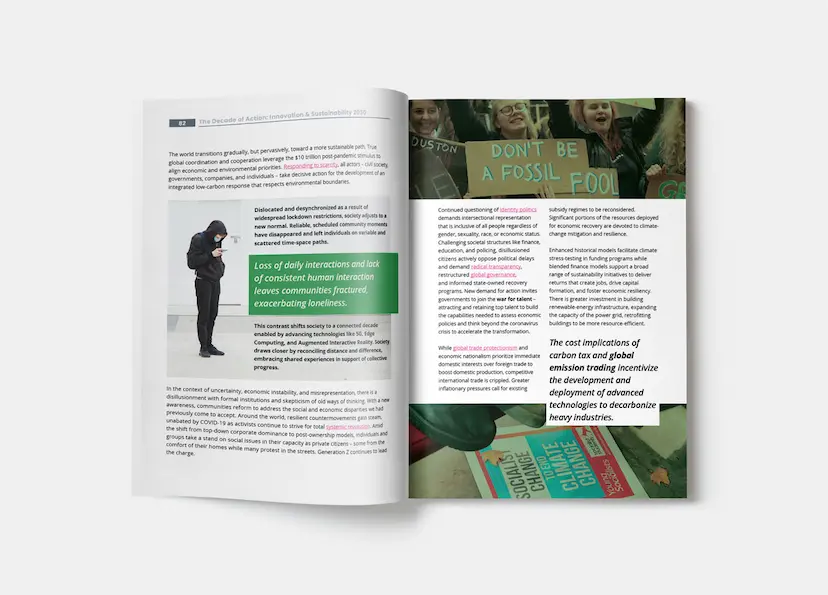 62
The Decade of Action: Innovation & Sustainability 2030
The world transitions gradually, but pervasively, toward a more sustainable path. True
global coordination and cooperation leverage the $10 trillion post-pandemic stimulus to
align economic and environmental priorities. Responding to scarcity, all actors – civil society,
governments, companies, and individuals – take decisive action for the development of an
integrated low-carbon response that respects environmental boundaries.
Dislocated and desynchronized as a result of
widespread lockdown restrictions, society adjusts to a
new normal. Reliable, scheduled community moments
have disappeared and left individuals on variable and
scattered time-space paths.
Loss of daily interactions and lack
of consistent human interaction
leaves communities fractured,
exacerbating loneliness.
This contrast shifts society to a connected decade
enabled by advancing technologies like 5G, Edge
Computing, and Augmented Interactive Reality. Society
draws closer by reconciling distance and difference,
embracing shared experiences in support of collective
progress.
In the context of uncertainty, economic instability, and misrepresentation, there is a
disillusionment with formal institutions and skepticism of old ways of thinking. With a new
awareness, communities reform to address the social and economic disparities we had
previously come to accept. Around the world, resilient countermovements gain steam,
unabated by COVID-19 as activists continue to strive for total systemic revolution. Amid
the shift from top-down corporate dominance to post-ownership models, individuals and
groups take a stand on social issues in their capacity as private citizens – some from the
comfort of their homes while many protest in the streets. Generation Z continues to lead
the charge.
OUSTON
DON'T BE
A FOSSIL
FOOL
Continued questioning of identity politics
demands intersectional representation
that is inclusive of all people regardless of
gender, sexuality, race, or economic status.
Challenging societal structures like finance,
education, and policing, disillusioned
citizens actively oppose political delays
and demand radical transparency,
restructured global governance,
and informed state-owned recovery
programs. New demand for action invites
governments to join the war for talent –
attracting and retaining top talent to build
the capabilities needed to assess economic
policies and think beyond the coronavirus
crisis to accelerate the transformation.
While global trade protectionism and
economic nationalism prioritize immediate
domestic interests over foreign trade to
boost domestic production, competitive
international trade is crippled. Greater
inflationary pressures call for existing
subsidy regimes to be reconsidered.
Significant portions of the resources deployed
for economic recovery are devoted to climate-
change mitigation and resilience.
Enhanced historical models facilitate climate
stress-testing in funding programs while
blended finance models support a broad
range of sustainability initiatives to deliver
returns that create jobs, drive capital
formation, and foster economic resiliency.
There is greater investment in building
renewable-energy infrastructure, expanding
the capacity of the power grid, retrofitting
buildings to be more resource-efficient.
The cost implications of
carbon tax and global
emission trading incentivize
the development and
deployment of advanced
technologies to decarbonize
heavy industries.
SOCIALIST
CHANGE
TO END
CLIMATE
CHANGE
Young
Socialists